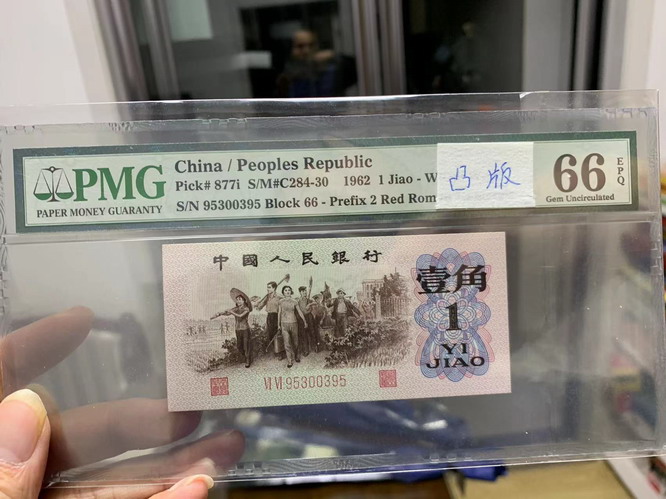 PMG
PAPER MONEY GUARANTY
China / Peoples Republic
Pick# 877i S/M#C284-30 1962 1 Jiao - W
S/N 95300395 Block 66 - Prefix 2 Red Rom
凸版
66 EPQ
Gem Uncirculated
中國人民銀行
壹角
1
YI
JIAO
VI VI 95300395